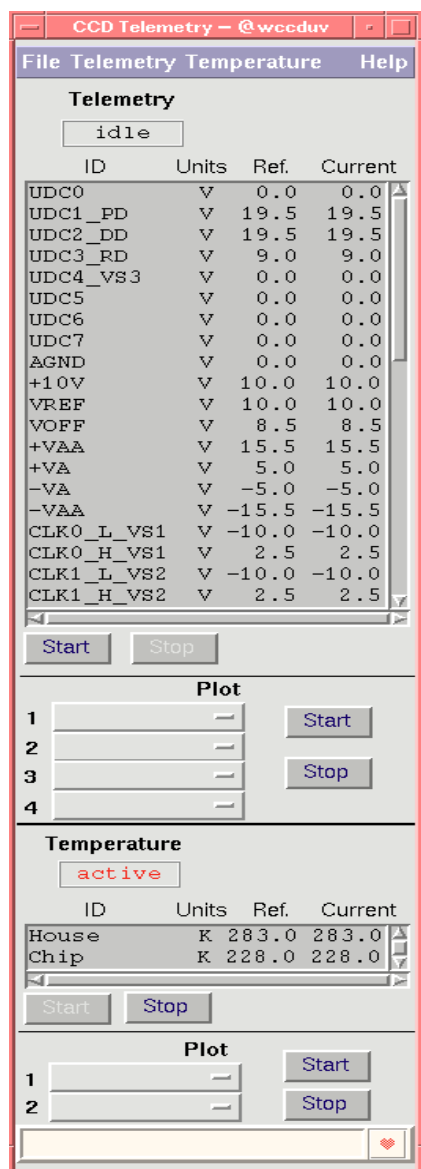 CCD Telemetry – @wccduv
File Telemetry Temperature Help
Telemetry
idle
ID Units Ref. Current
UDC0 V 0.0 0.0
UDC1_PD V 19.5 19.5
UDC2_DD V 19.5 19.5
UDC3_RD V 9.0 9.0
UDC4_VS3 V 0.0 0.0
UDC5 V 0.0 0.0
UDC6 V 0.0 0.0
UDC7 V 0.0 0.0
AGND V 0.0 0.0
+10V V 10.0 10.0
VREF V 10.0 10.0
VOFF V 8.5 8.5
+VAA V 15.5 15.5
+VA V 5.0 5.0
-VA V -5.0 -5.0
-VAA V -15.5 -15.5
CLK0_L_VS1 V -10.0 -10.0
CLK0_H_VS1 V 2.5 2.5
CLK1_L_VS2 V -10.0 -10.0
CLK1_H_VS2 V 2.5 2.5
Start Stop
Plot
1 Start
2
3 Stop
4
Temperature
active
ID Units Ref. Current
House K 283.0 283.0
Chip K 228.0 228.0
Start Stop
Plot
1 Start
2 Stop